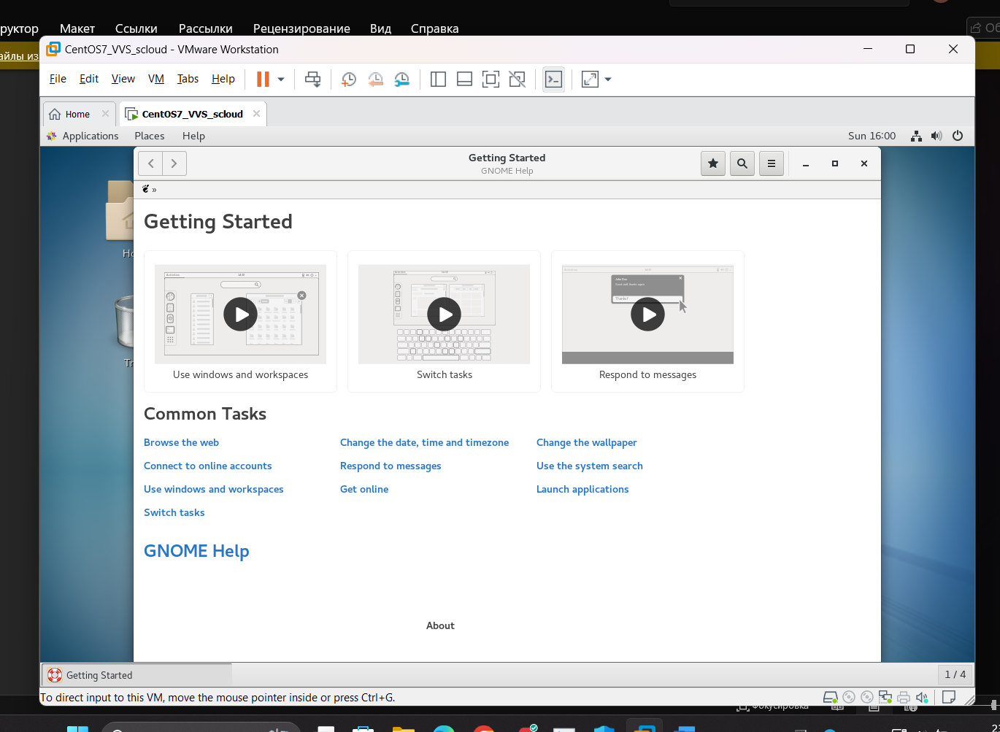 руктор Макет Ссылки Рассылки Рецензирование Вид Справка
Об
айлы из
CentOS7_VVS_scloud - VMware Workstation
File Edit View VM Tabs Help
Home CentOS7_VVS_scloud
Applications Places Help Sun 16:00
Getting Started
GNOME Help
»
Getting Started
Use windows and workspaces Switch tasks Respond to messages
Common Tasks
Browse the web Change the date, time and timezone Change the wallpaper
Connect to online accounts Respond to messages Use the system search
Use windows and workspaces Get online Launch applications
Switch tasks
GNOME Help
About
Getting Started 1 / 4
To direct input to this VM, move the mouse pointer inside or press Ctrl+G.
Фокусировка